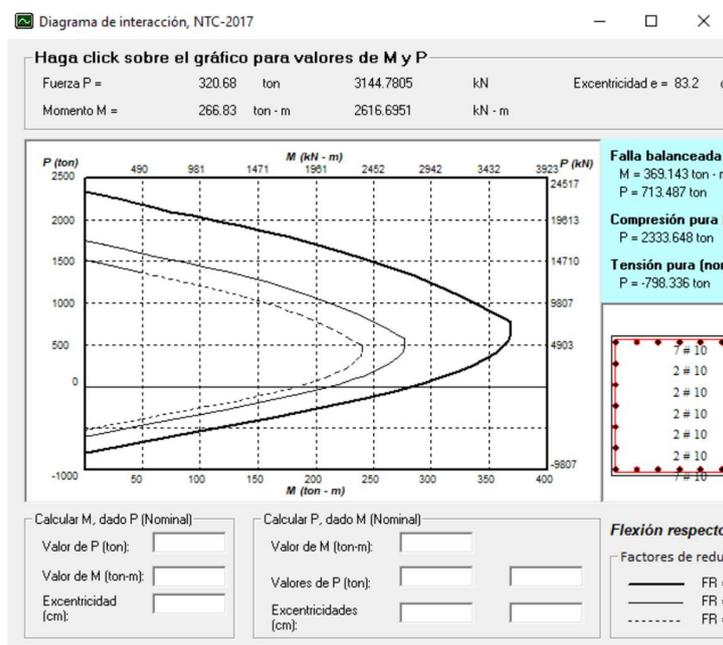 Diagrama de interacción, NTC-2017
Haga click sobre el gráfico para valores de M y P
Fuerza P = 320.68 ton 3144.7805 kN Excentricidad e = 83.2
Momento M = 266.83 ton - m 2616.6951 kN - m
P (ton) M (kN - m) P (kN)
490 981 1471 1961 2452 2942 3432 3923
2500 24517
2000 19613
1500 14710
1000 9807
500 4903
0
-1000 -9807
50 100 150 200 250 300 350 400
M (ton - m)
Falla balanceada
M = 369.143 ton - m
P = 713.487 ton
Compresión pura
P = 2333.648 ton
Tensión pura (nor
P = -798.336 ton
7 # 10
2 # 10
2 # 10
2 # 10
2 # 10
2 # 10
7 # 10
Calcular M, dado P (Nominal)
Valor de P (ton):
Valor de M (ton-m):
Excentricidad
(cm):
Calcular P, dado M (Nominal)
Valor de M (ton-m):
Valores de P (ton):
Excentricidades
(cm):
Flexión respecto
Factores de redu
FR =
FR =
FR =